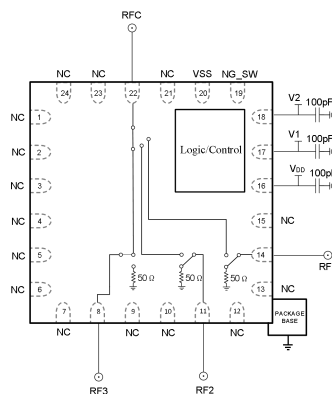 RFC
NC NC NC VSS NG_SW
24 23 22 21 20 19
NC 1
18 V2 100pF
Logic/Control
NC 2
17 V1 100pF
NC 3
16 VDD 100pF
NC 4
15 NC
NC 5
14
RF
50 Ω 50 Ω 50 Ω
NC 6
13 NC
7 8 9 10 11 12
NC NC NC NC
PACKAGE
BASE
RF3 RF2